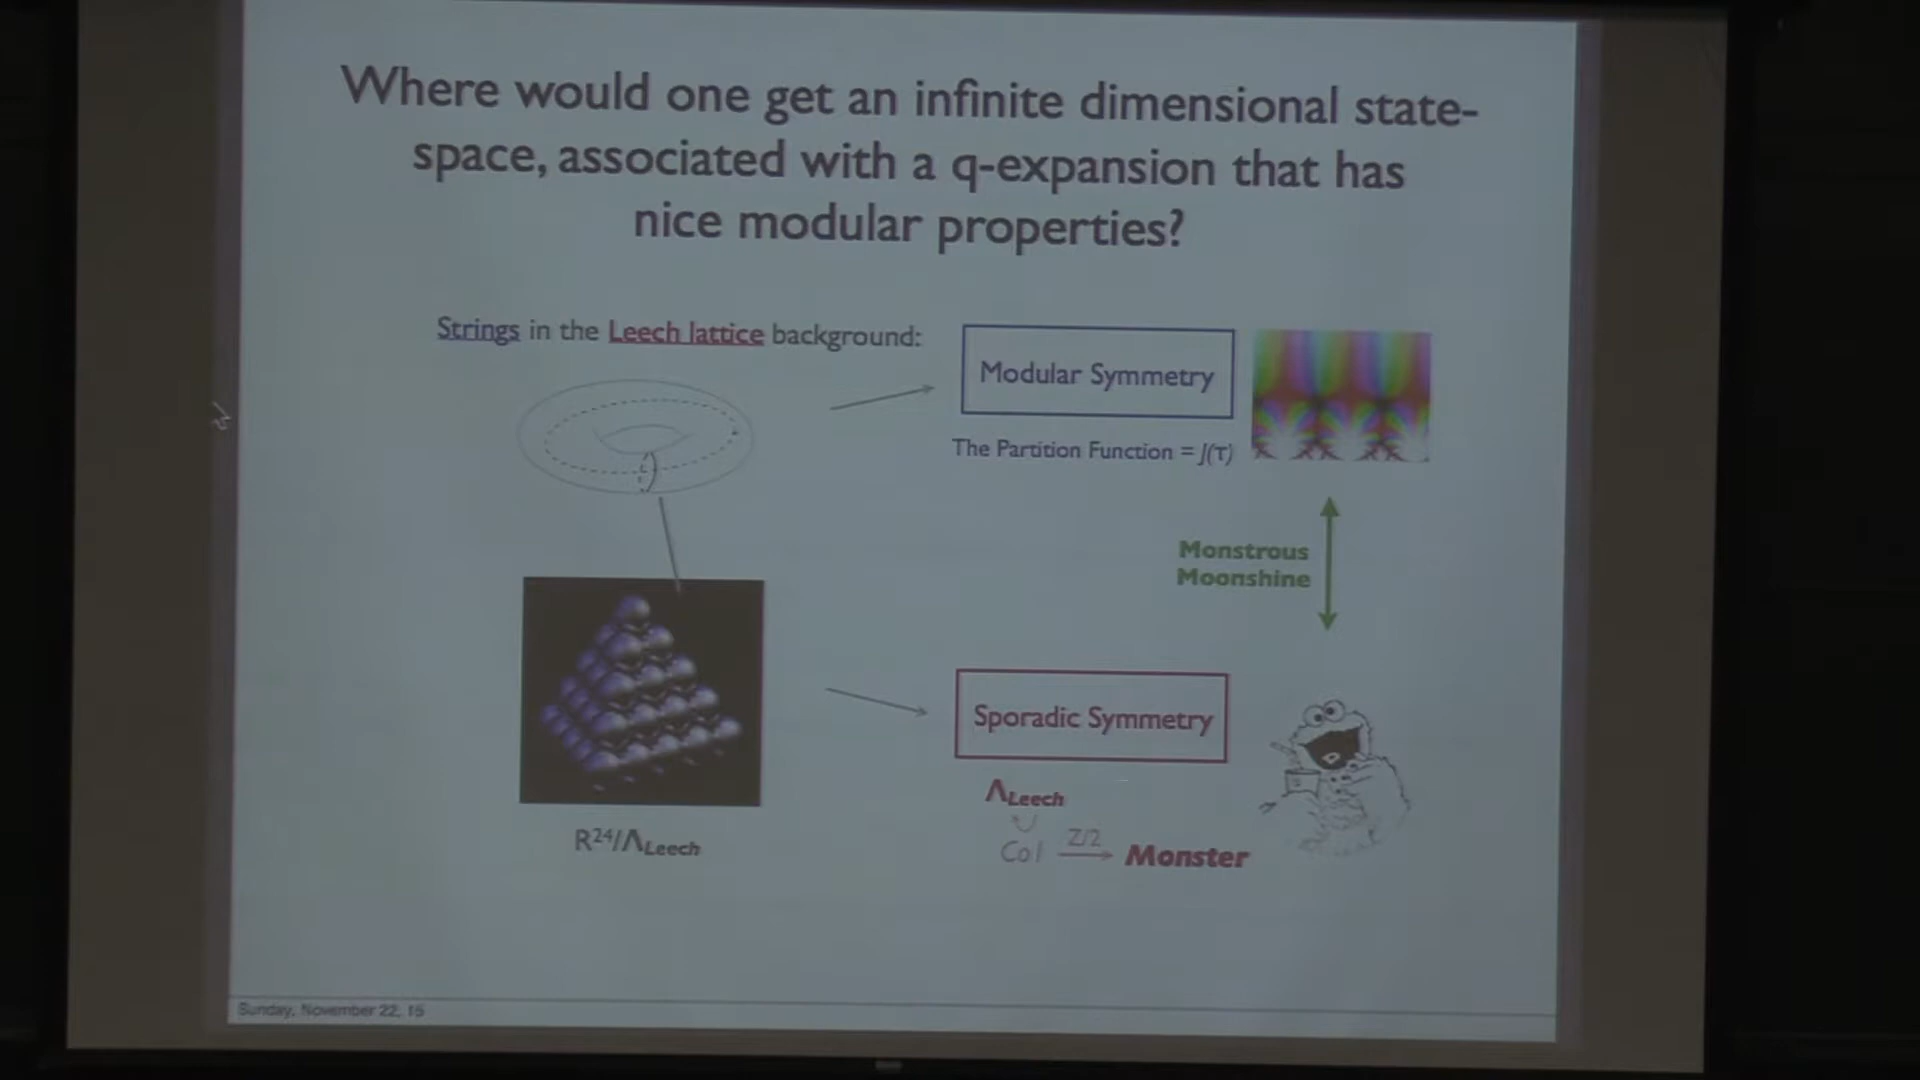 Where would one get an infinite dimensional state-
space, associated with a q-expansion that has
nice modular properties?
Strings in the Leech lattice background:
Modular Symmetry
The Partition Function = J(τ)
Monstrous
Moonshine
Sporadic Symmetry
Λ Leech
R²⁴/Λ Leech
Co1 Z/2 Monster
Sunday, November 22, 15